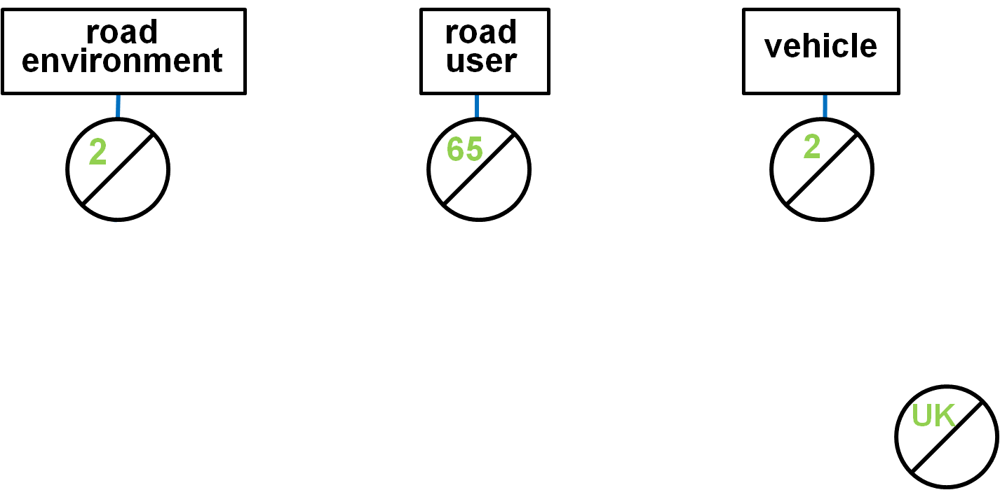 road
environment
road
user
vehicle
2
65
2
UK